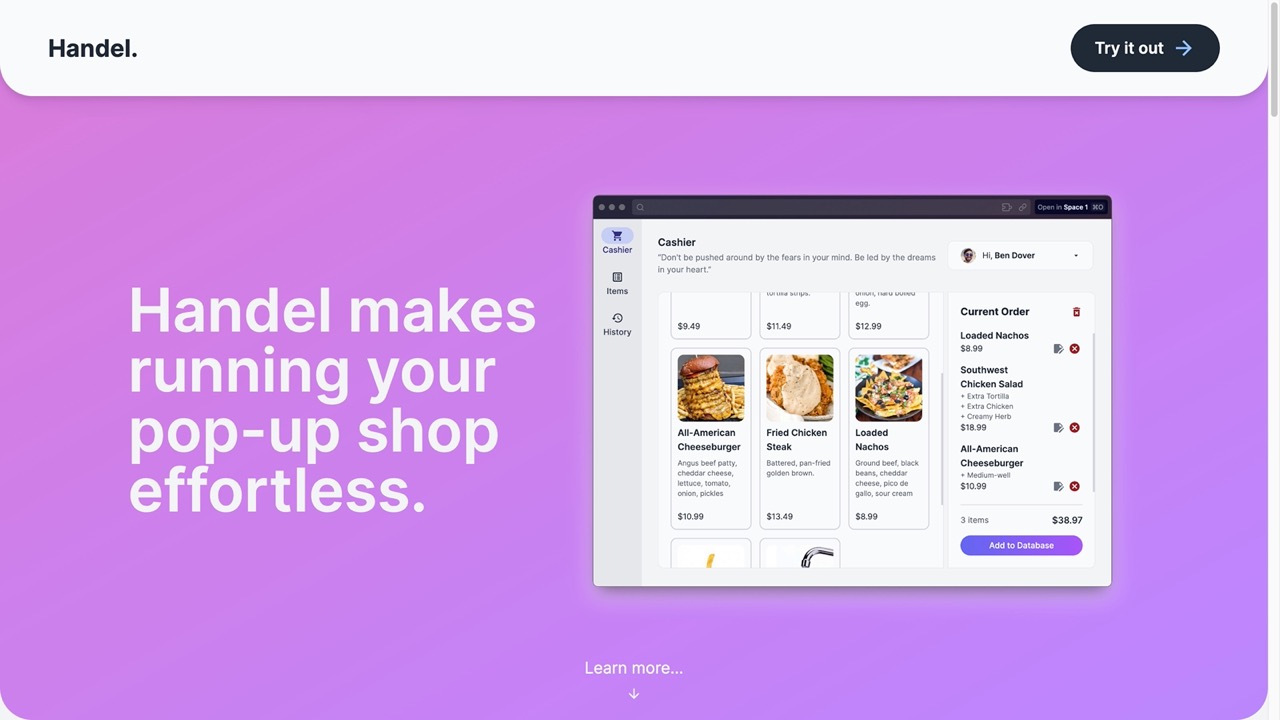 Handel.
Try it out
Handel makes
running your
pop-up shop
effortless.
Open in Space 1 ⌘O
Cashier
Items
History
Cashier
"Don't be pushed around by the fears in your mind. Be led by the dreams
in your heart."
Hi, Ben Dover
tortilla strips.
onion, hard boiled
egg.
$9.49
$11.49
$12.99
All-American
Cheeseburger
Angus beef patty,
cheddar cheese,
lettuce, tomato,
onion, pickles
$10.99
Fried Chicken
Steak
Battered, pan-fried
golden brown.
$13.49
Loaded
Nachos
Ground beef, black
beans, cheddar
cheese, pico de
gallo, sour cream
$8.99
Current Order
Loaded Nachos
$8.99
Southwest
Chicken Salad
+ Extra Tortilla
+ Extra Chicken
+ Creamy Herb
$18.99
All-American
Cheeseburger
+ Medium-well
$10.99
3 items
$38.97
Add to Database
Learn more...